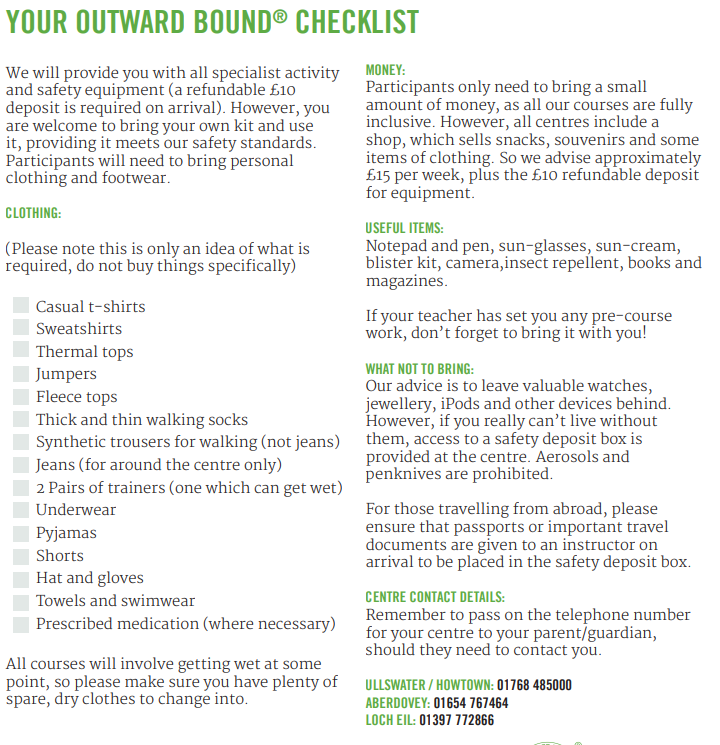 YOUR OUTWARD BOUND® CHECKLIST
We will provide you with all specialist activity
and safety equipment (a refundable £10
deposit is required on arrival). However, you
are welcome to bring your own kit and use
it, providing it meets our safety standards.
Participants will need to bring personal
clothing and footwear.
CLOTHING:
(Please note this is only an idea of what is
required, do not buy things specifically)
Casual t-shirts
Sweatshirts
Thermal tops
Jumpers
Fleece tops
Thick and thin walking socks
Synthetic trousers for walking (not jeans)
Jeans (for around the centre only)
2 Pairs of trainers (one which can get wet)
Underwear
Pyjamas
Shorts
Hat and gloves
Towels and swimwear
Prescribed medication (where necessary)
All courses will involve getting wet at some
point, so please make sure you have plenty of
spare, dry clothes to change into.
MONEY:
Participants only need to bring a small
amount of money, as all our courses are fully
inclusive. However, all centres include a
shop, which sells snacks, souvenirs and some
items of clothing. So we advise approximately
£15 per week, plus the £10 refundable deposit
for equipment.
USEFUL ITEMS:
Notepad and pen, sun-glasses, sun-cream,
blister kit, camera,insect repellent, books and
magazines.
If your teacher has set you any pre-course
work, don’t forget to bring it with you!
WHAT NOT TO BRING:
Our advice is to leave valuable watches,
jewellery, iPods and other devices behind.
However, if you really can’t live without
them, access to a safety deposit box is
provided at the centre. Aerosols and
penknives are prohibited.
For those travelling from abroad, please
ensure that passports or important travel
documents are given to an instructor on
arrival to be placed in the safety deposit box.
CENTRE CONTACT DETAILS:
Remember to pass on the telephone number
for your centre to your parent/guardian,
should they need to contact you.
ULLSWATER / HOWTOWN: 01768 485000
ABERDOVEY: 01654 767464
LOCH EIL: 01397 772866
®